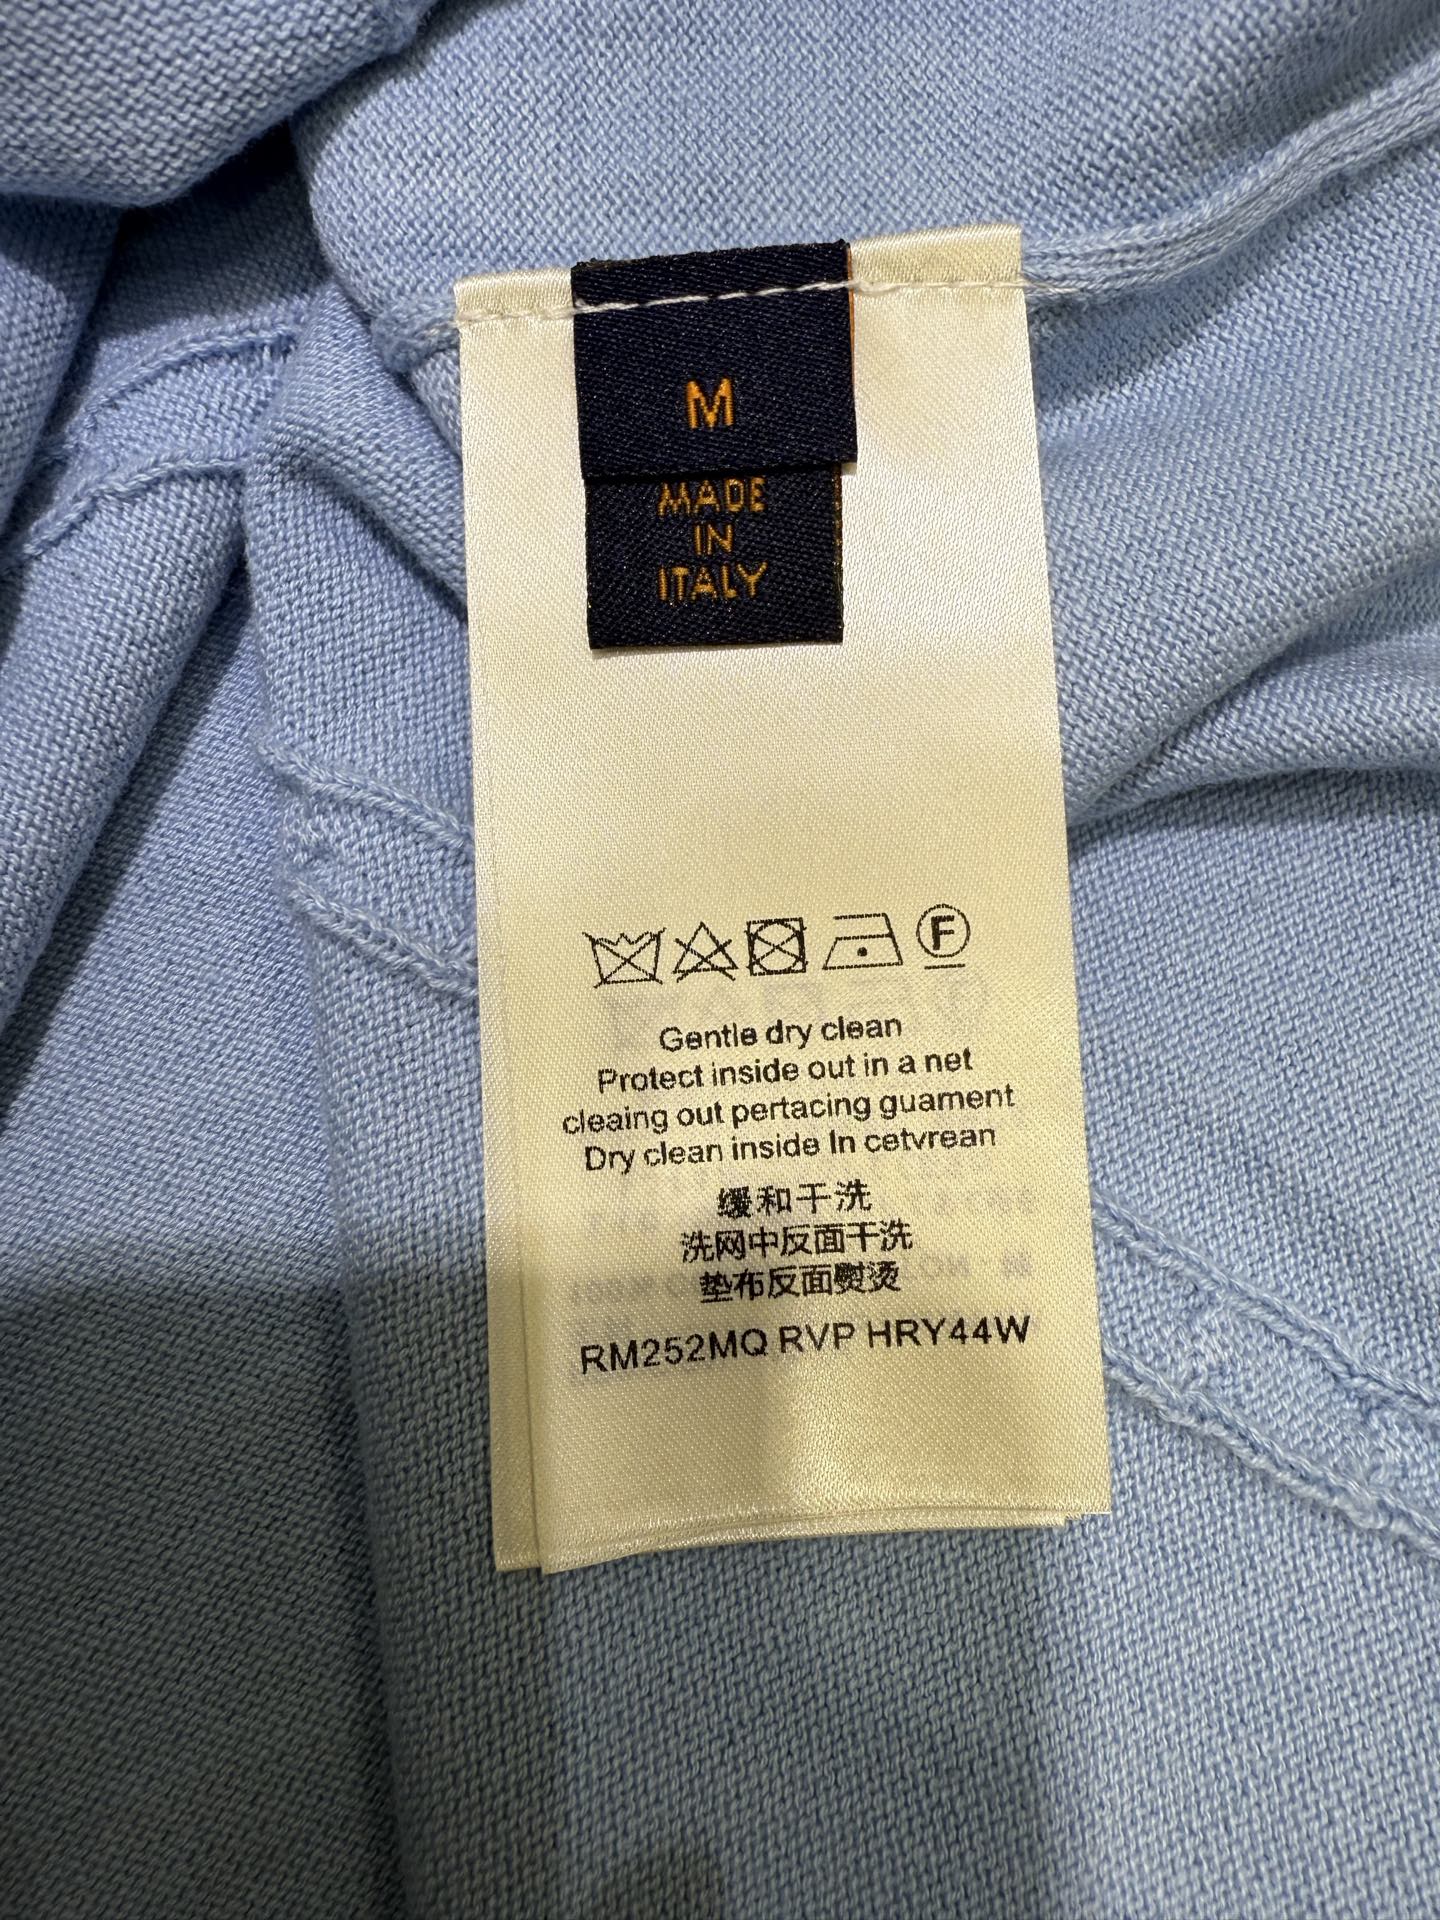 M
MADE
IN
ITALY
F
Gentle dry clean
Protect inside out in a net
cleaing out pertacing guament
Dry clean inside In cetvrean
缓和干洗
洗网中反面干洗
垫布反面熨烫
RM252MQ RVP HRY44W